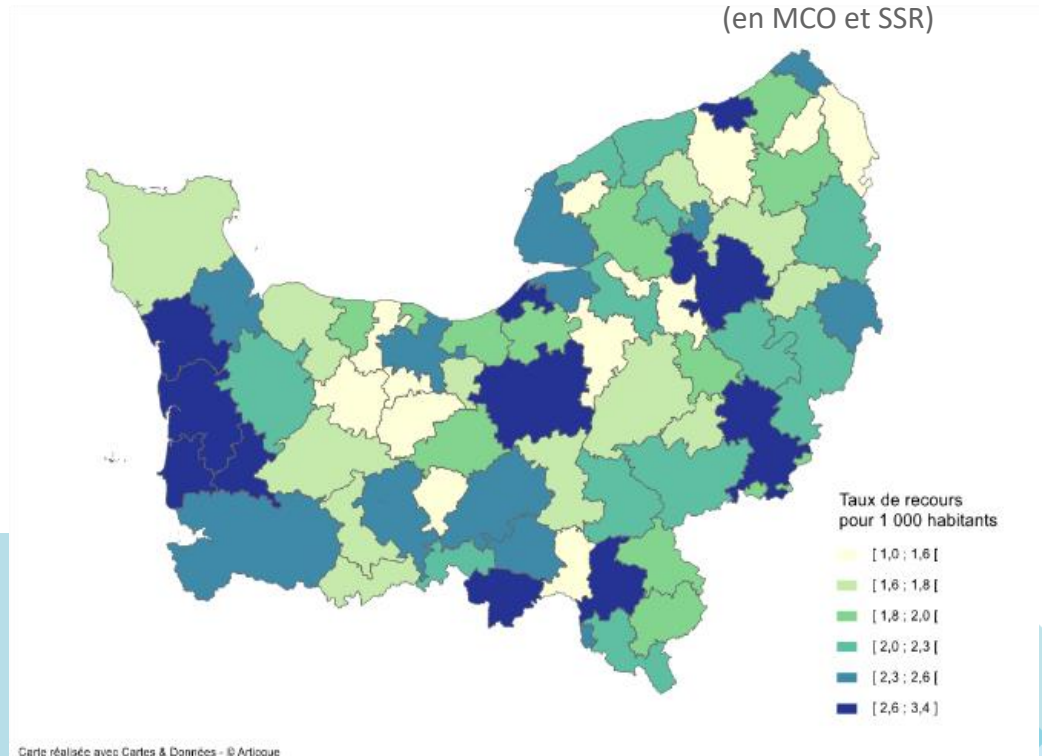 (en MCO et SSR)
Taux de recours
pour 1 000 habitants
[ 1,0 ; 1,6 [
[ 1,6 ; 1,8 [
[ 1,8 ; 2,0 [
[ 2,0 ; 2,3 [
[ 2,3 ; 2,6 [
[ 2,6 ; 3,4 ]
Carte réalisée avec Cartes & Données - © Articque